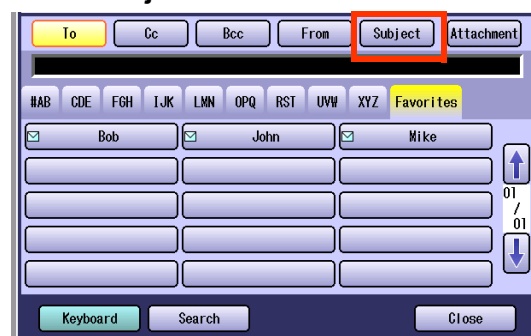 To Cc Bcc From Subject Attachment
#AB CDE FGH IJK LMN OPQ RST UVW XYZ Favorites
Bob John Mike
01
/
01
Keyboard Search Close